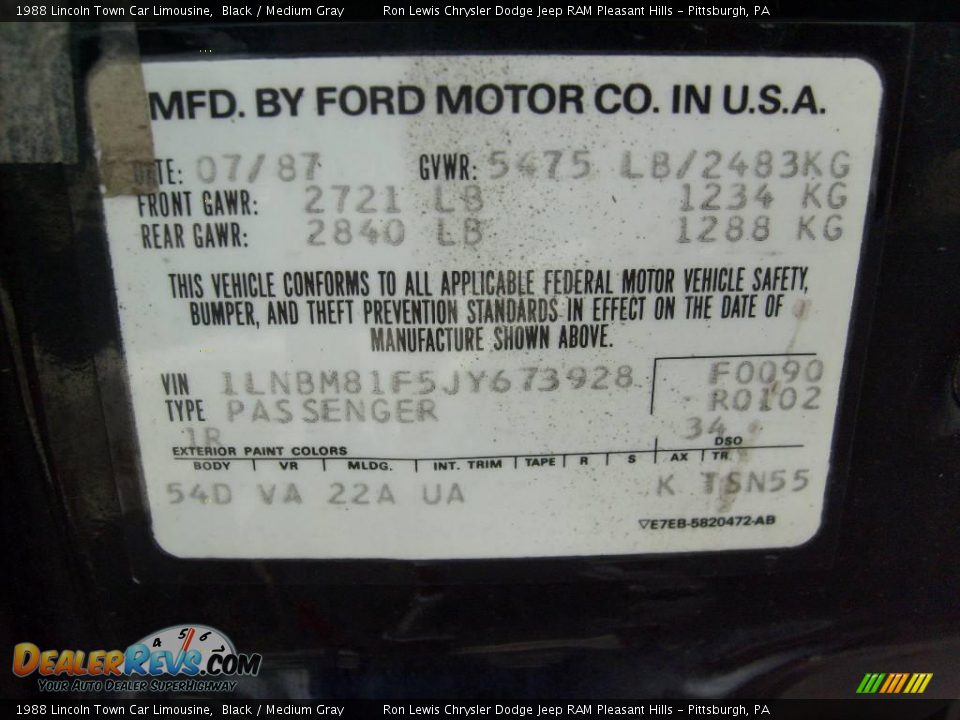 1988 Lincoln Town Car Limousine, Black / Medium Gray Ron Lewis Chrysler Dodge Jeep RAM Pleasant Hills - Pittsburgh, PA
MFD. BY FORD MOTOR CO. IN U.S.A.
DATE: 07/87 GVWR: 5475 LB/2483KG
FRONT GAWR: 2721 LB 1234 KG
REAR GAWR: 2840 LB 1288 KG
THIS VEHICLE CONFORMS TO ALL APPLICABLE FEDERAL MOTOR VEHICLE SAFETY,
BUMPER, AND THEFT PREVENTION STANDARDS IN EFFECT ON THE DATE OF
MANUFACTURE SHOWN ABOVE.
VIN 1LNBM81F5JY673928 F0090
TYPE PASSENGER R0102
1R 34 DSO
EXTERIOR PAINT COLORS
BODY VR MLDG. INT. TRIM TAPE R S AX TR
54D VA 22A UA K TSN55
▽E7EB-5820472-AB
4 5 6
DEALERREVS.COM
YOUR AUTO DEALER SUPERHIGHWAY
1988 Lincoln Town Car Limousine, Black / Medium Gray Ron Lewis Chrysler Dodge Jeep RAM Pleasant Hills - Pittsburgh, PA